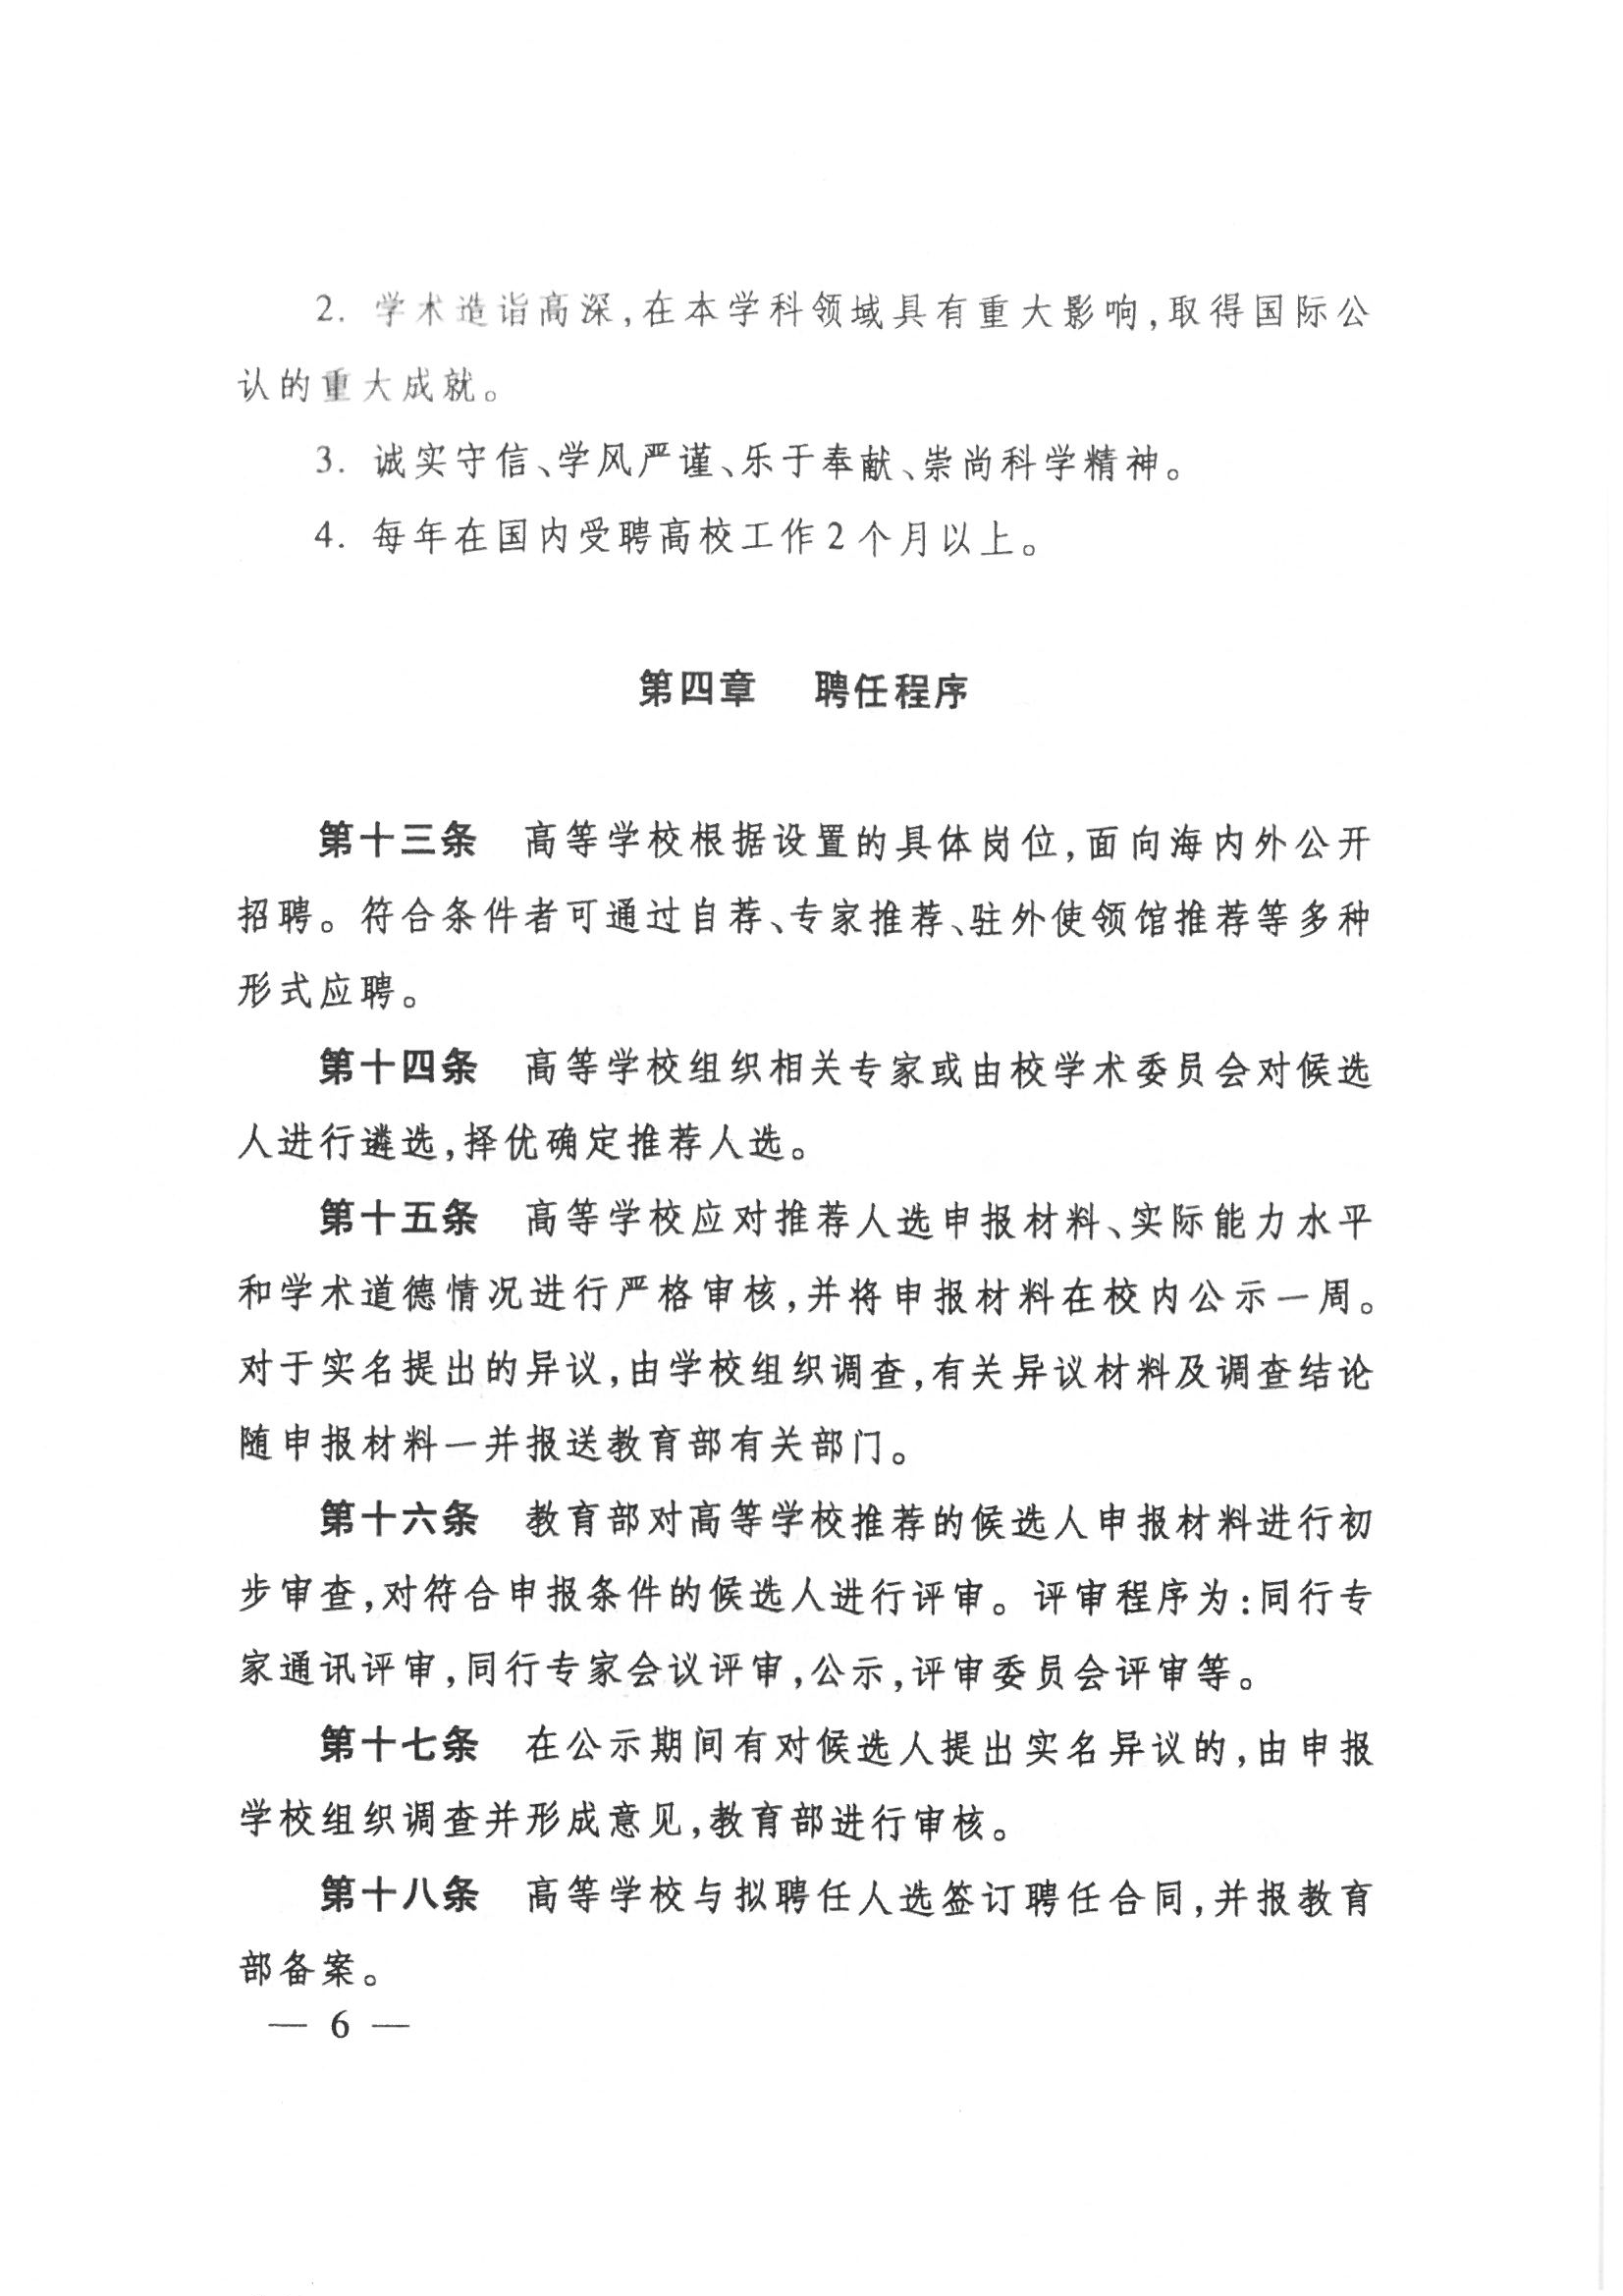 2. 学术造诣高深,在本学科领域具有重大影响,取得国际公
认的重大成就。
3. 诚实守信、学风严谨、乐于奉献、崇尚科学精神。
4. 每年在国内受聘高校工作2个月以上。
第四章 聘任程序
第十三条 高等学校根据设置的具体岗位,面向海内外公开
招聘。符合条件者可通过自荐、专家推荐、驻外使领馆推荐等多种
形式应聘。
第十四条 高等学校组织相关专家或由校学术委员会对候选
人进行遴选,择优确定推荐人选。
第十五条 高等学校应对推荐人选申报材料、实际能力水平
和学术道德情况进行严格审核,并将申报材料在校内公示一周。
对于实名提出的异议,由学校组织调查,有关异议材料及调查结论
随申报材料一并报送教育部有关部门。
第十六条 教育部对高等学校推荐的候选人申报材料进行初
步审查,对符合申报条件的候选人进行评审。评审程序为:同行专
家通讯评审,同行专家会议评审,公示,评审委员会评审等。
第十七条 在公示期间有对候选人提出实名异议的,由申报
学校组织调查并形成意见,教育部进行审核。
第十八条 高等学校与拟聘任人选签订聘任合同,并报教育
部备案。
— 6 —